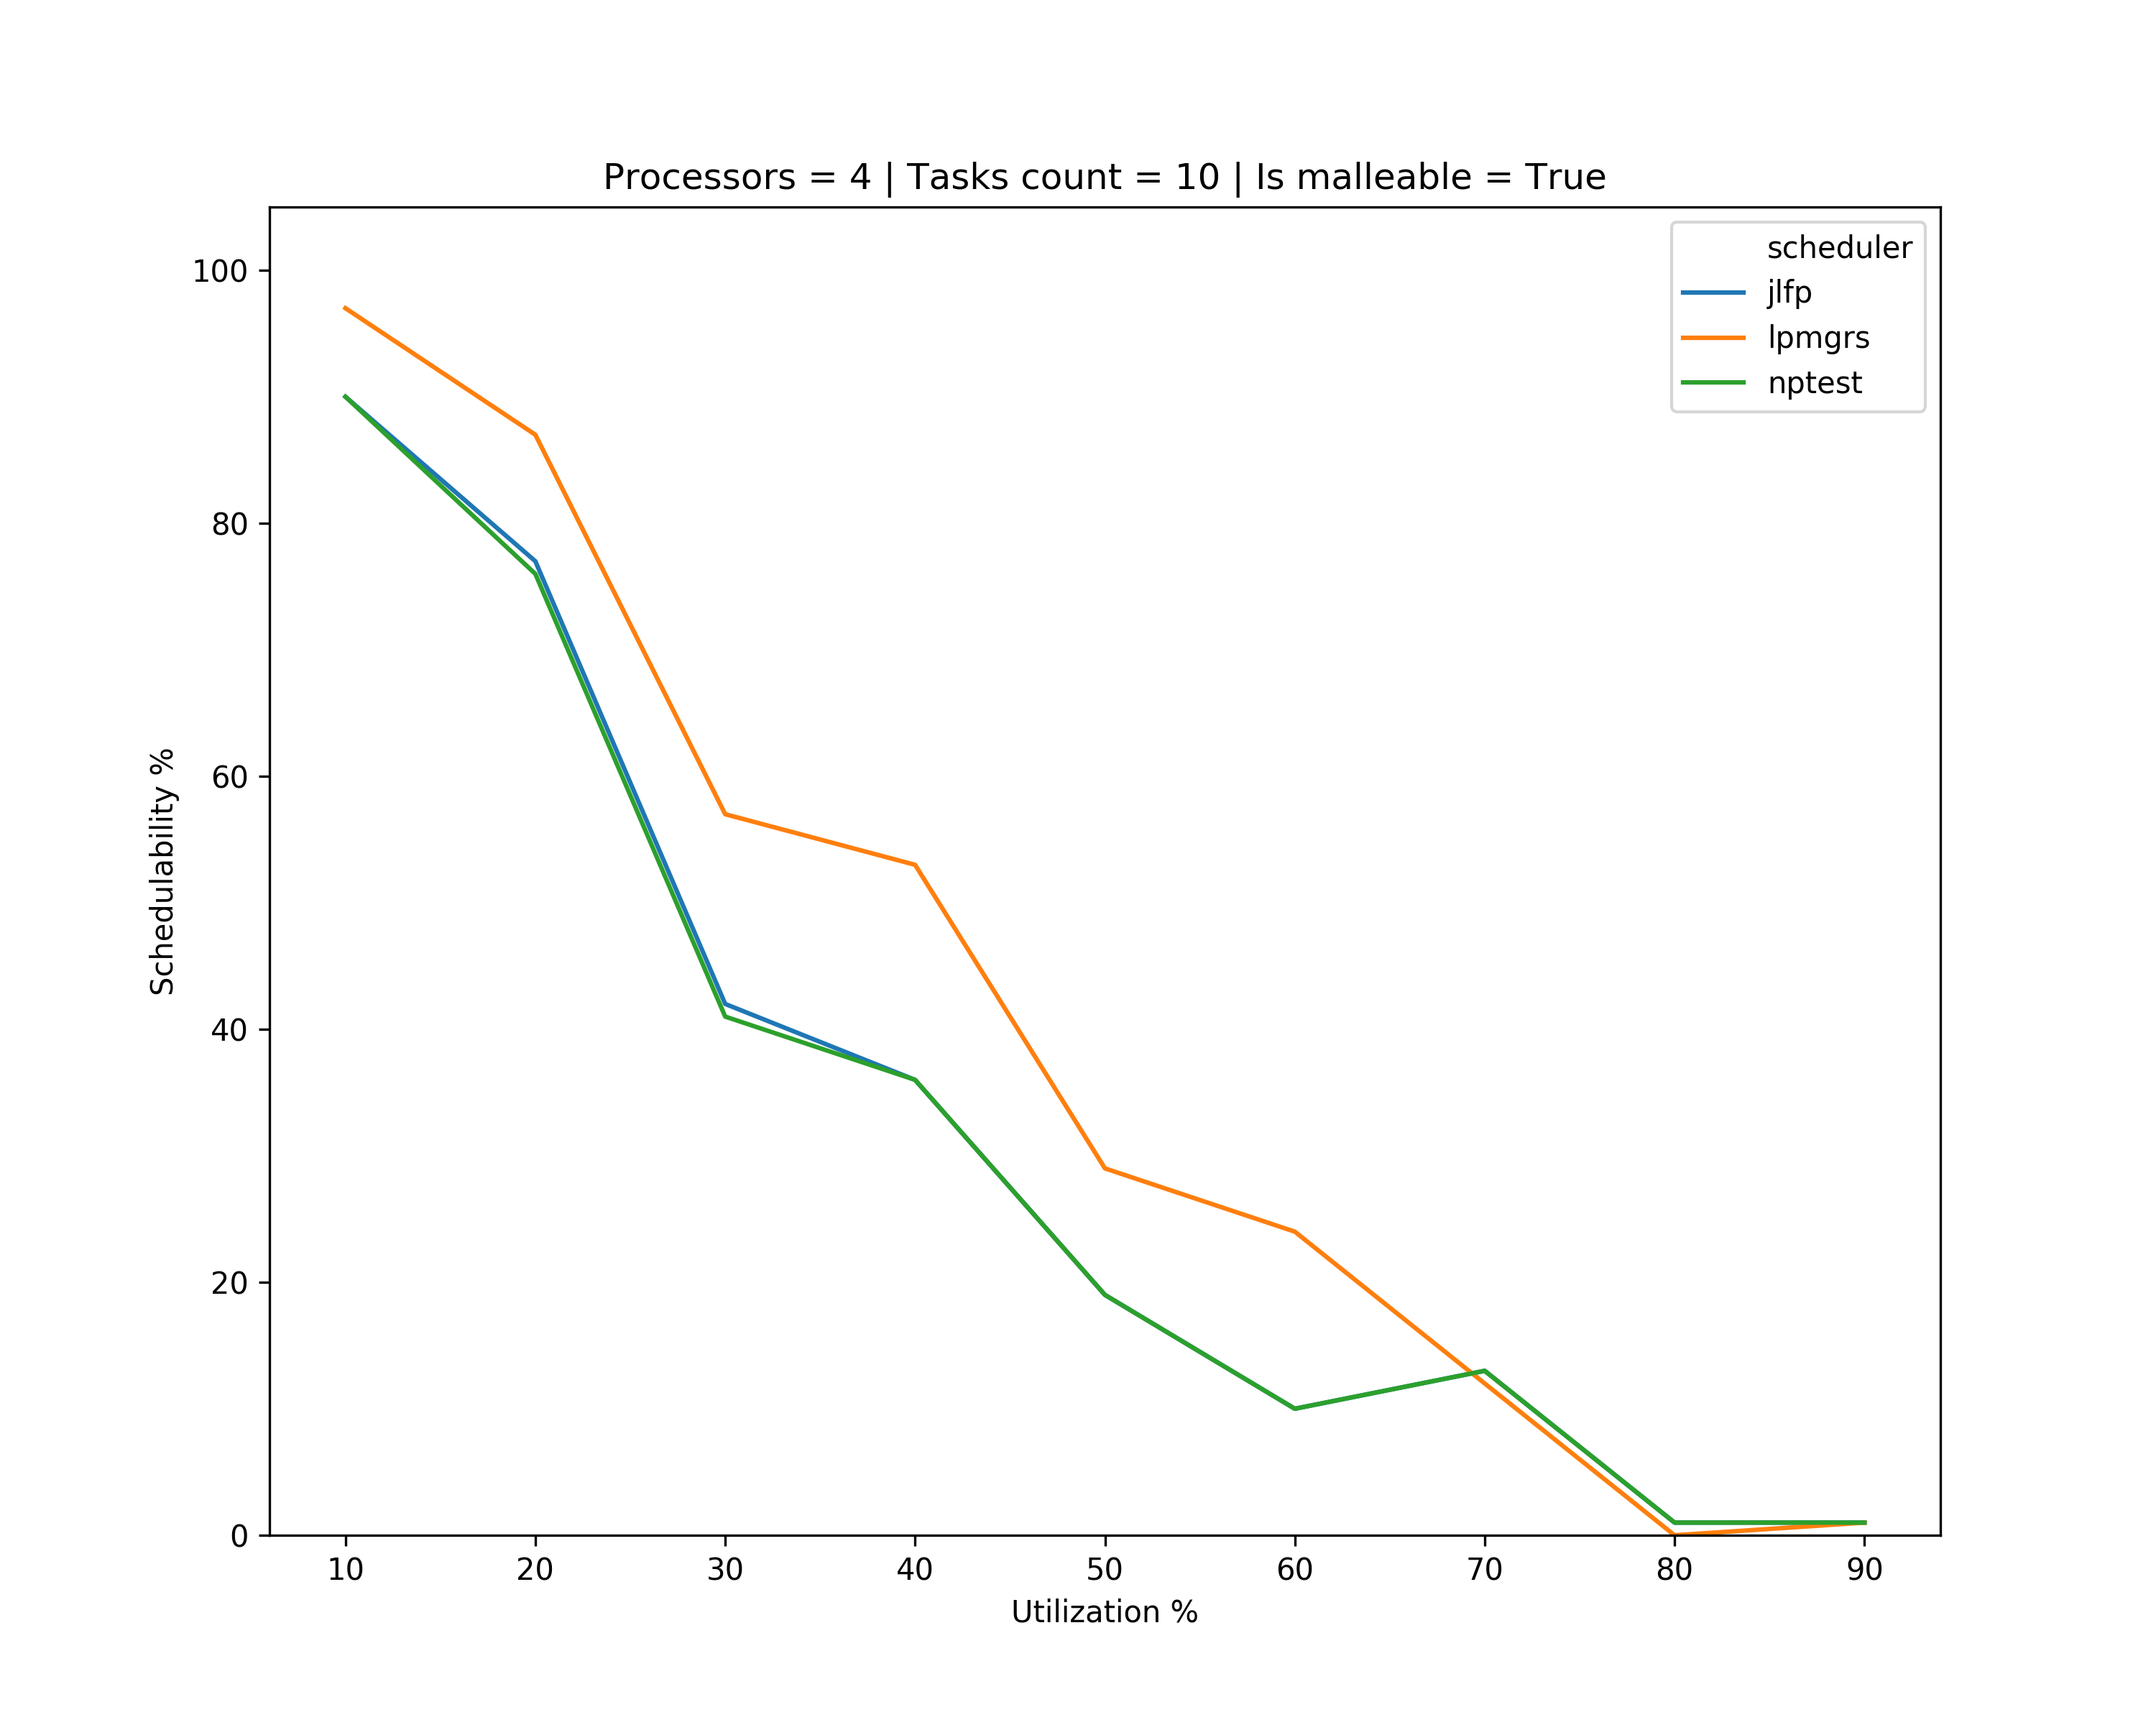 Processors = 4 | Tasks count = 10 | Is malleable = True
scheduler
jlfp
lpmgrs
nptest
Schedulability %
100
80
60
40
20
0
10 20 30 40 50 60 70 80 90
Utilization %